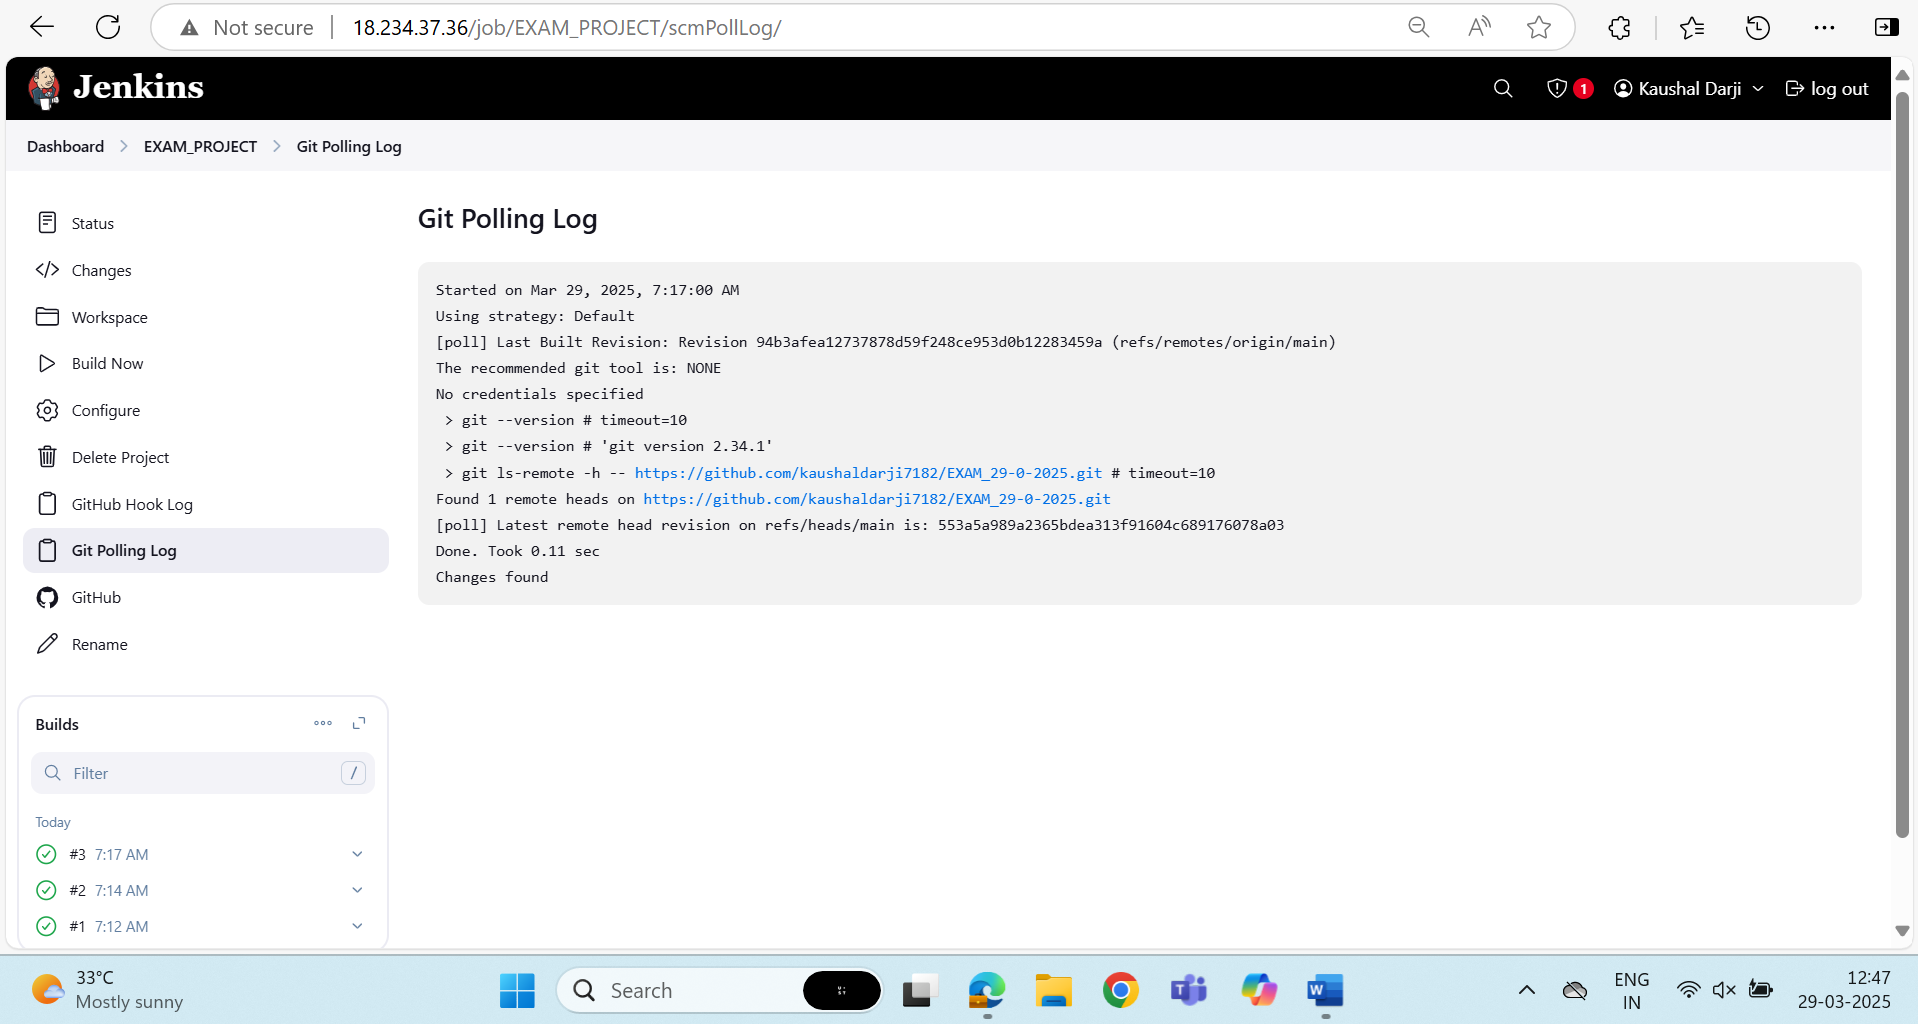 Not secure
18.234.37.36/job/EXAM_PROJECT/scmPollLog/
Jenkins
1
Kaushal Darji
log out
Dashboard
EXAM_PROJECT
Git Polling Log
Status
Changes
Workspace
Build Now
Configure
Delete Project
GitHub Hook Log
Git Polling Log
GitHub
Rename
Builds
Filter
/
Today
#3 7:17 AM
#2 7:14 AM
#1 7:12 AM
Git Polling Log
Started on Mar 29, 2025, 7:17:00 AM
Using strategy: Default
[poll] Last Built Revision: Revision 94b3afea12737878d59f248ce953d0b12283459a (refs/remotes/origin/main)
The recommended git tool is: NONE
No credentials specified
> git --version # timeout=10
> git --version # 'git version 2.34.1'
> git ls-remote -h -- https://github.com/kaushaldarji7182/EXAM_29-0-2025.git # timeout=10
Found 1 remote heads on https://github.com/kaushaldarji7182/EXAM_29-0-2025.git
[poll] Latest remote head revision on refs/heads/main is: 553a5a989a2365bdea313f91604c689176078a03
Done. Took 0.11 sec
Changes found
33°C
Mostly sunny
Search
ENG
IN
12:47
29-03-2025